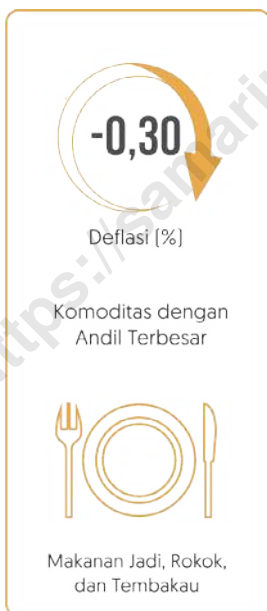 -0,30
Deflasi (%)
Komoditas dengan
Andil Terbesar
Makanan Jadi, Rokok,
dan Tembakau